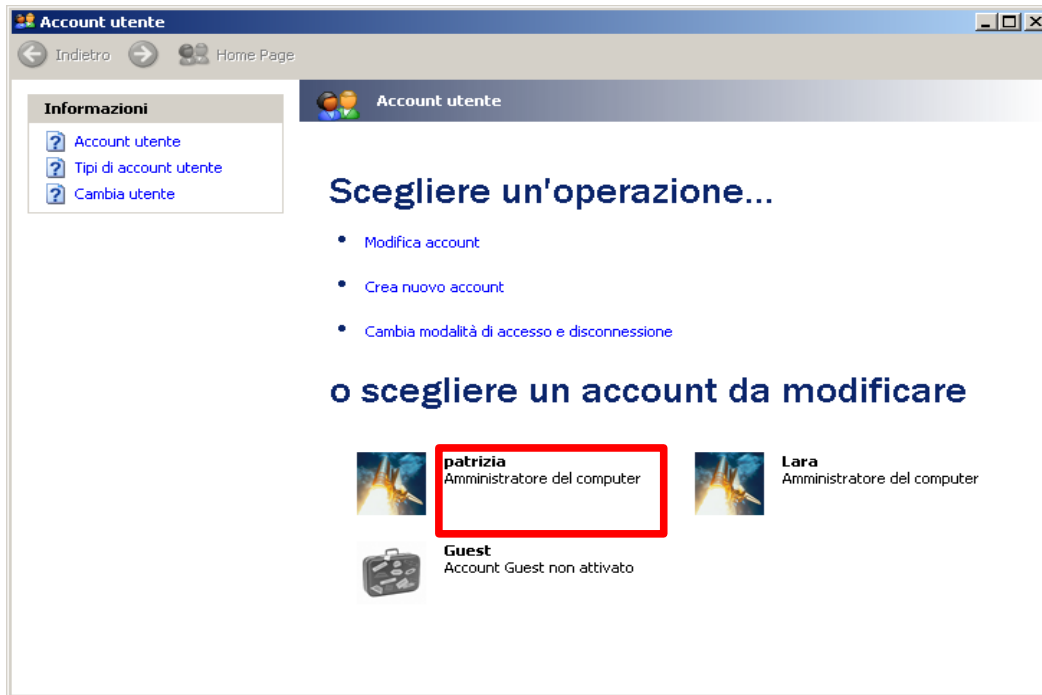 Account utente
Indietro
Home Page
Informazioni
Account utente
Tipi di account utente
Cambia utente
Account utente
Scegliere un'operazione...
• Modifica account
• Crea nuovo account
• Cambia modalità di accesso e disconnessione
o scegliere un account da modificare
patrizia
Amministratore del computer
Lara
Amministratore del computer
Guest
Account Guest non attivato